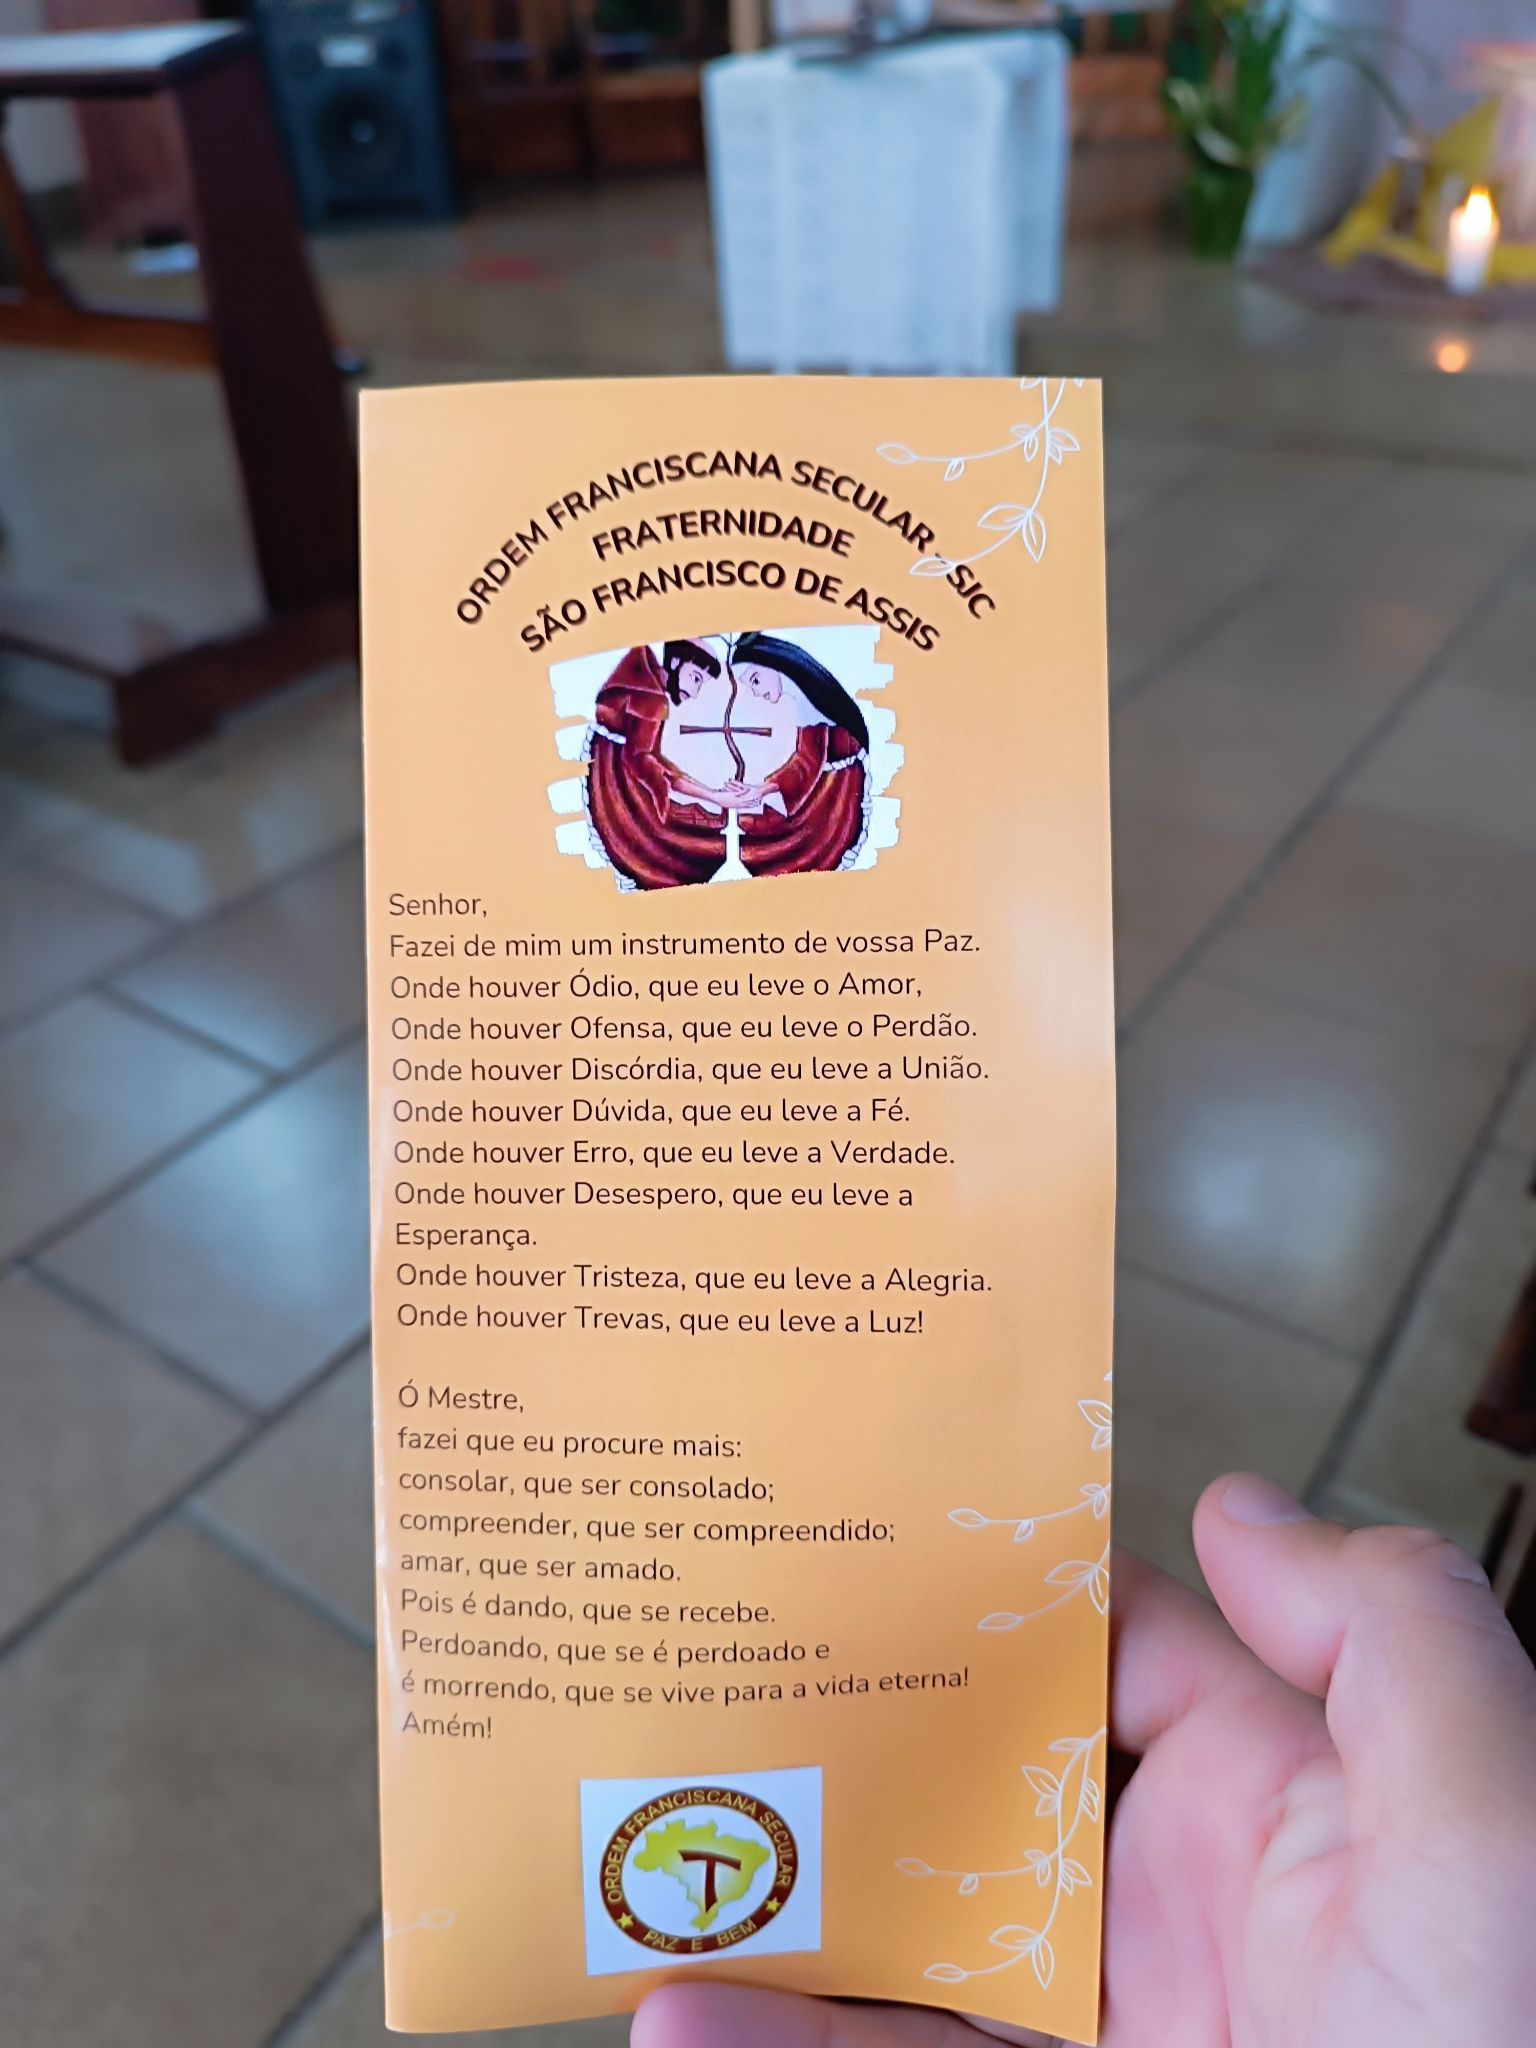 ORDEM FRANCISCANA SECULAR - SJC
FRATERNIDADE
SÃO FRANCISCO DE ASSIS
Senhor,
Fazei de mim um instrumento de vossa Paz.
Onde houver Ódio, que eu leve o Amor,
Onde houver Ofensa, que eu leve o Perdão.
Onde houver Discórdia, que eu leve a União.
Onde houver Dúvida, que eu leve a Fé.
Onde houver Erro, que eu leve a Verdade.
Onde houver Desespero, que eu leve a
Esperança.
Onde houver Tristeza, que eu leve a Alegria.
Onde houver Trevas, que eu leve a Luz!
Ó Mestre,
fazei que eu procure mais:
consolar, que ser consolado;
compreender, que ser compreendido;
amar, que ser amado.
Pois é dando, que se recebe.
Perdoando, que se é perdoado e
é morrendo, que se vive para a vida eterna!
Amém!
ORDEM FRANCISCANA SECULAR
T
PAZ E BEM